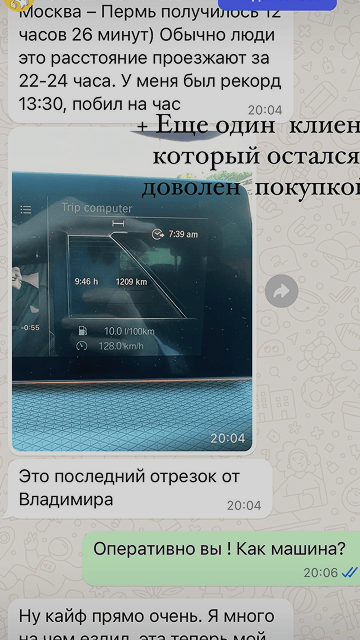 Москва – Пермь получилось 12
часов 26 минут) Обычно люди
это расстояние проезжают за
22-24 часа. У меня был рекорд
13:30, побил на час
20:04
+ Еще один клиен
который остался
доволен покупкой
Trip computer
7:39 am
9:46 h 1209 km
-0:55
10.0 l/100km
128.0 km/h
20:04
Это последний отрезок от
Владимира
20:04
Оперативно вы ! Как машина?
20:06
Ну кайф прямо очень. Я много
на чем ездил, эта теперь мой